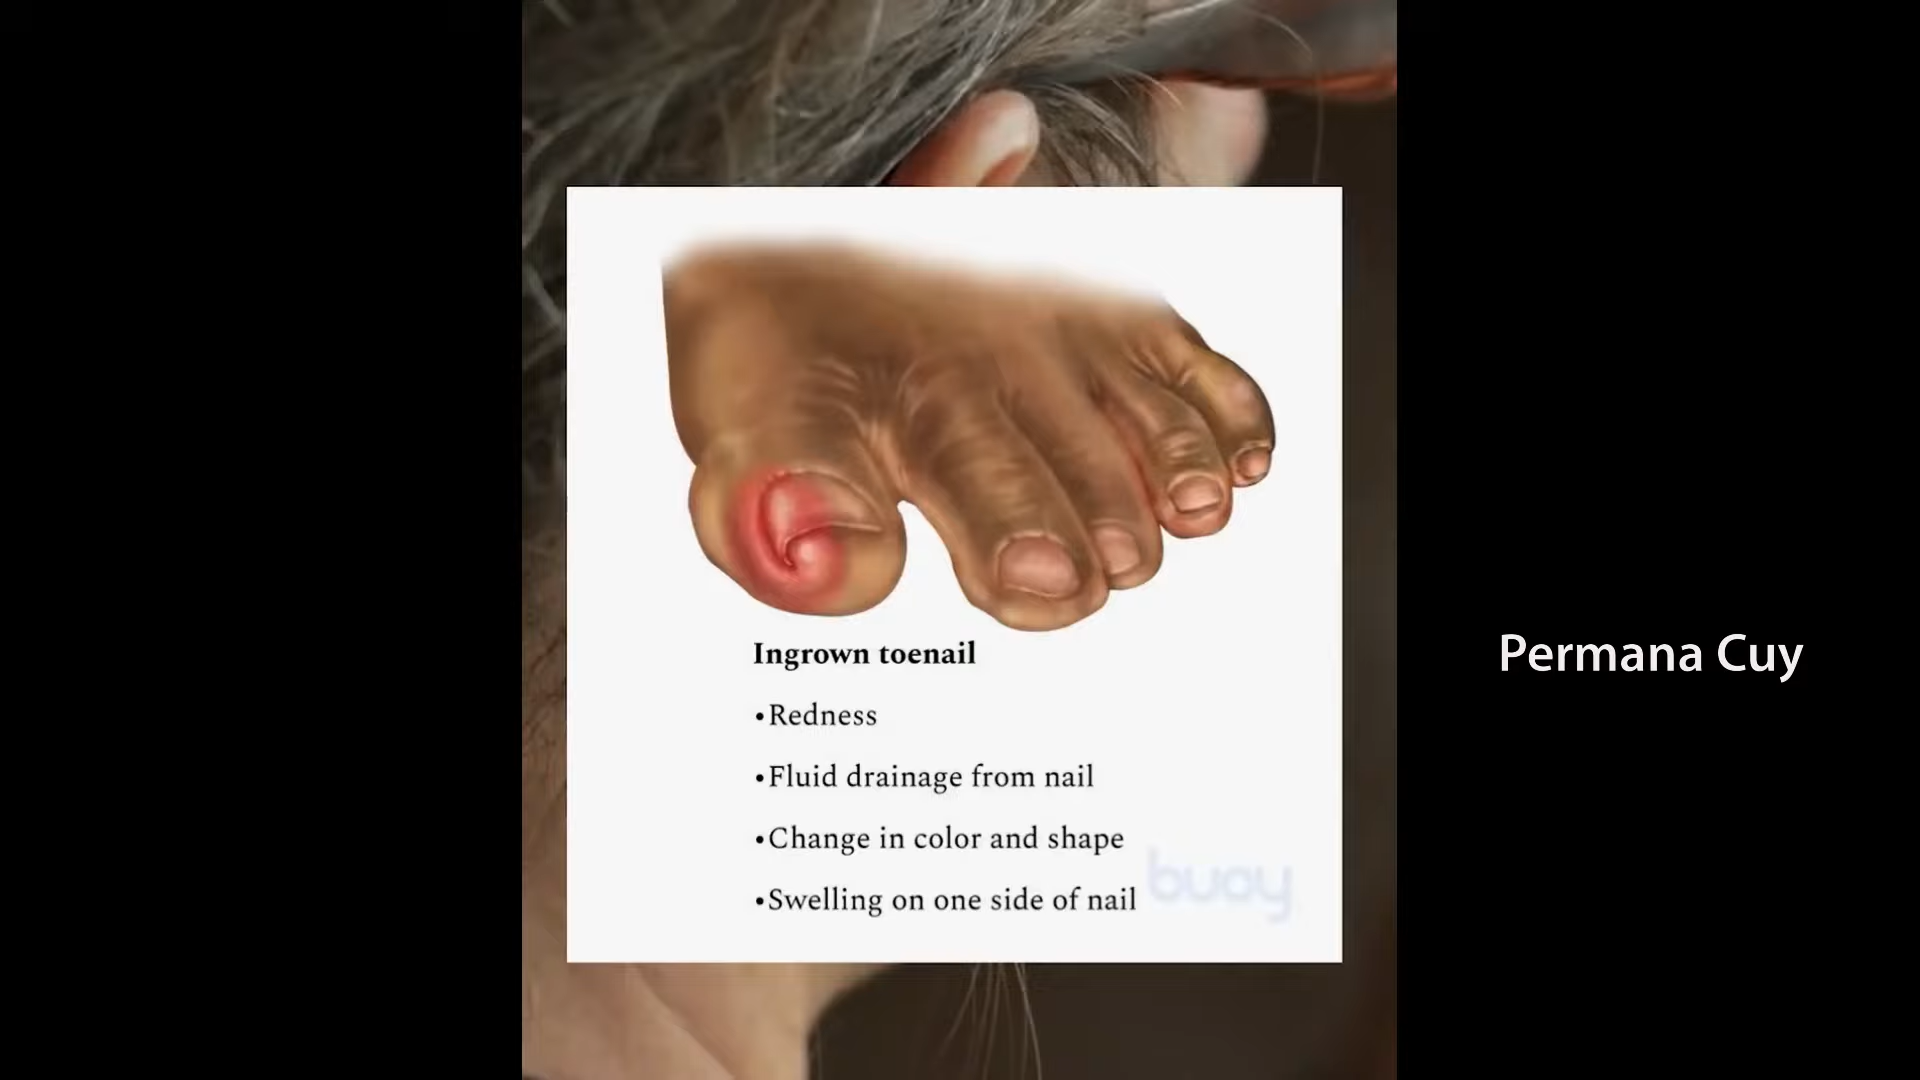 Ingrown toenail
•Redness
•Fluid drainage from nail
•Change in color and shape
•Swelling on one side of nail
buoy
Permana Cuy